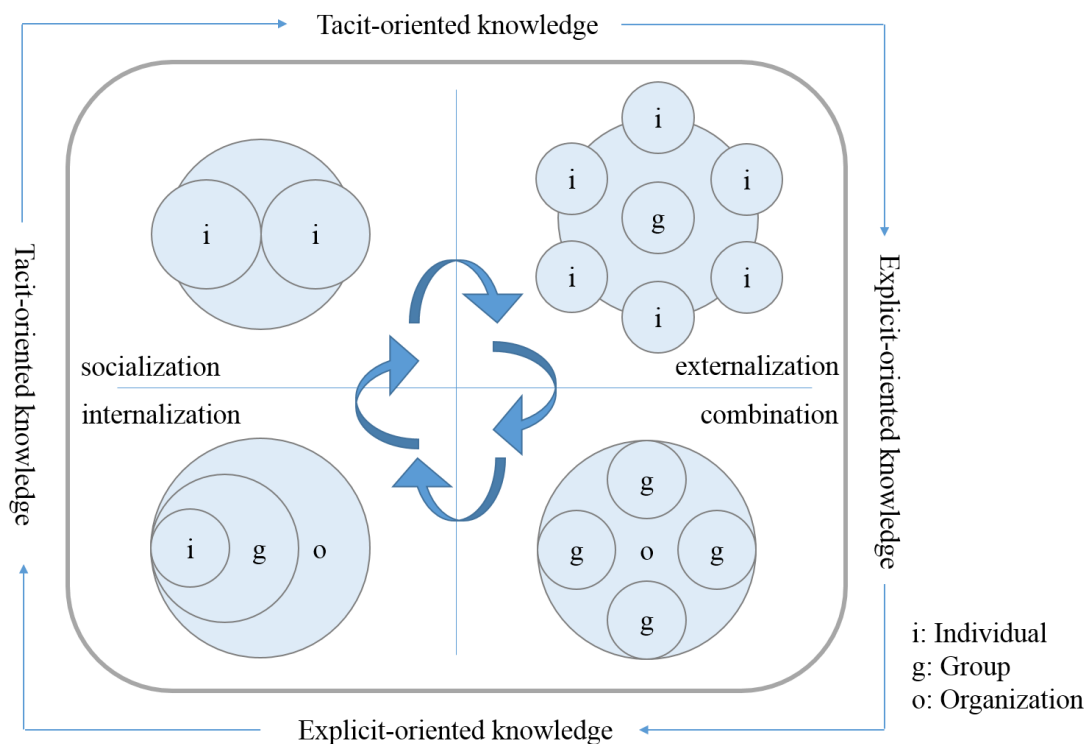 Tacit-oriented knowledge
i
i
i
i
i
g
i
i
i
Tacit-oriented knowledge
Explicit-oriented knowledge
socialization
externalization
internalization
combination
g
i
g
o
g
o
g
g
i: Individual
g: Group
o: Organization
Explicit-oriented knowledge